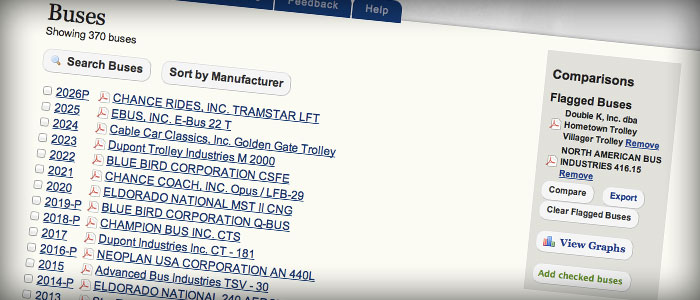 Feedback
Help
Buses
Showing 370 buses
Search Buses
Sort by Manufacturer
2026P CHANCE RIDES, INC. TRAMSTAR LFT
2025 EBUS, INC. E-Bus 22 T
2024 Cable Car Classics, Inc. Golden Gate Trolley
2023 Dupont Trolley Industries M 2000
2022 BLUE BIRD CORPORATION CSFE
2021 CHANCE COACH, INC. Opus / LFB-29
2020 ELDORADO NATIONAL MST II CNG
2019-P BLUE BIRD CORPORATION Q-BUS
2018-P CHAMPION BUS INC. CTS
2017 Dupont Industries Inc. CT - 181
2016-P NEOPLAN USA CORPORATION AN 440L
2015 Advanced Bus Industries TSV - 30
2014-P ELDORADO NATIONAL 240
2013
Comparisons
Flagged Buses
Double K, Inc. dba
Hometown Trolley
Villager Trolley Remove
NORTH AMERICAN BUS
INDUSTRIES 416.15
Remove
Compare
Export
Clear Flagged Buses
View Graphs
Add checked buses